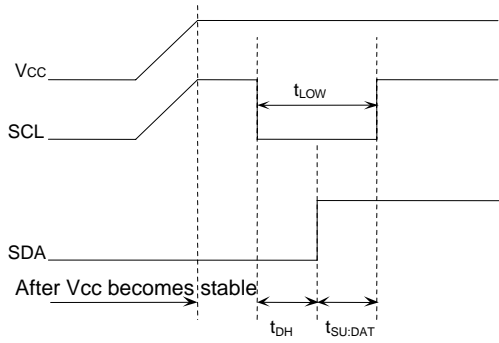 VCC
tLOW
SCL
SDA
After Vcc becomes stable
tDH
tSU:DAT